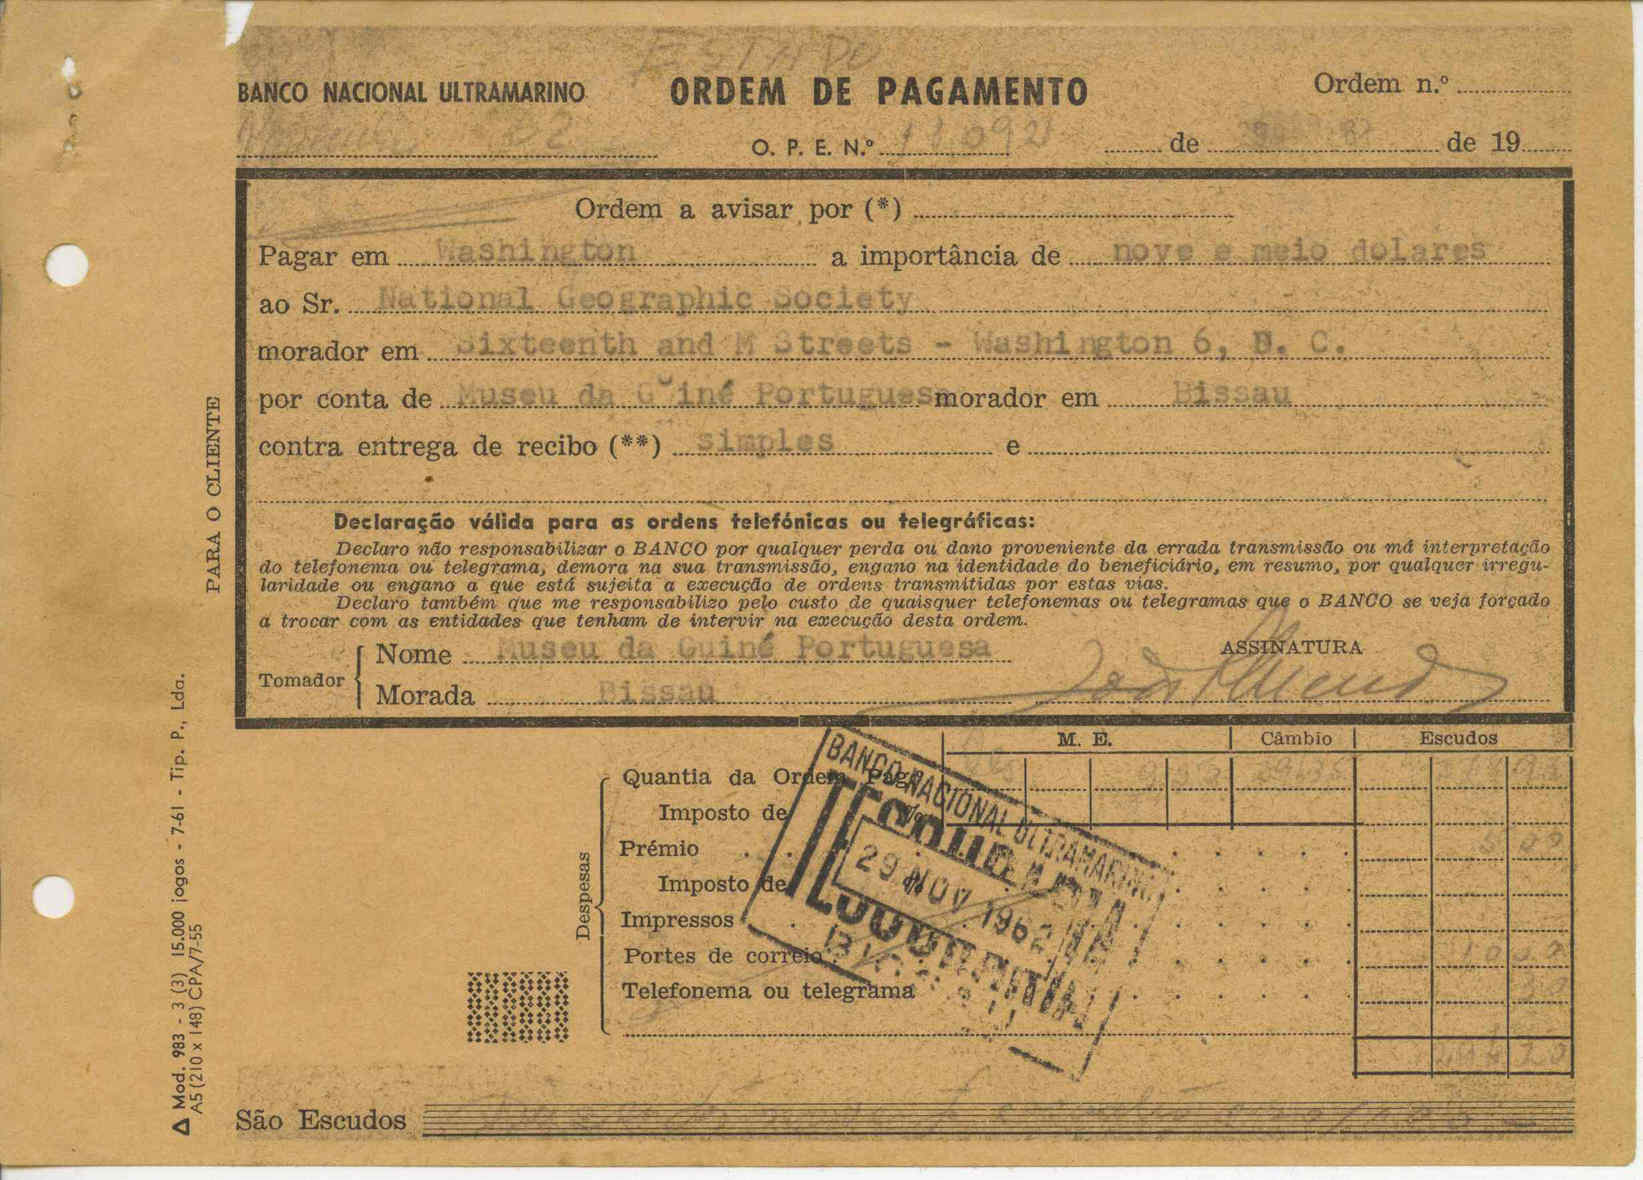 ESTADO
BANCO NACIONAL ULTRAMARINO ORDEM DE PAGAMENTO Ordem n.º
O. P. E. N.º 11092 de de 19
Ordem a avisar por (*)
Pagar em Washington a importância de nove e meio dolares
ao Sr. National Geographic Society
morador em Sixteenth and M Streets - Washington 6, D. C.
por conta de Museu da Guiné Portuguesa morador em Bissau
contra entrega de recibo (**) simples e
Declaração válida para as ordens telefónicas ou telegráficas:
Declaro não responsabilizar o BANCO por qualquer perda ou dano proveniente da errada transmissão ou má interpretação
do telefonema ou telegrama, demora na sua transmissão, engano na identidade do beneficiário, em resumo, por qualquer irregu-
laridade ou engano a que está sujeita a execução de ordens transmitidas por estas vias.
Declaro também que me responsabilizo pelo custo de quaisquer telefonemas ou telegramas que o BANCO se veja forçado
a trocar com as entidades que tenham de intervir na execução desta ordem.
Tomador
Nome Museu da Guiné Portuguesa
Morada Bissau
ASSINATURA
M. E. Câmbio Escudos
Despesas
Quantia da Ordem Pag.
Imposto de %
Prémio 5 00
Imposto de
Impressos
Portes de correio 10 00
Telefonema ou telegrama
BANCO NACIONAL ULTRAMARINO
29 NOV 1962
São Escudos
PARA O CLIENTE
Mod. 983 - 3 (3) 15.000 jogos - 7-61 - Tip. P., Lda.
A5 (210 x 148) CPA/7-55